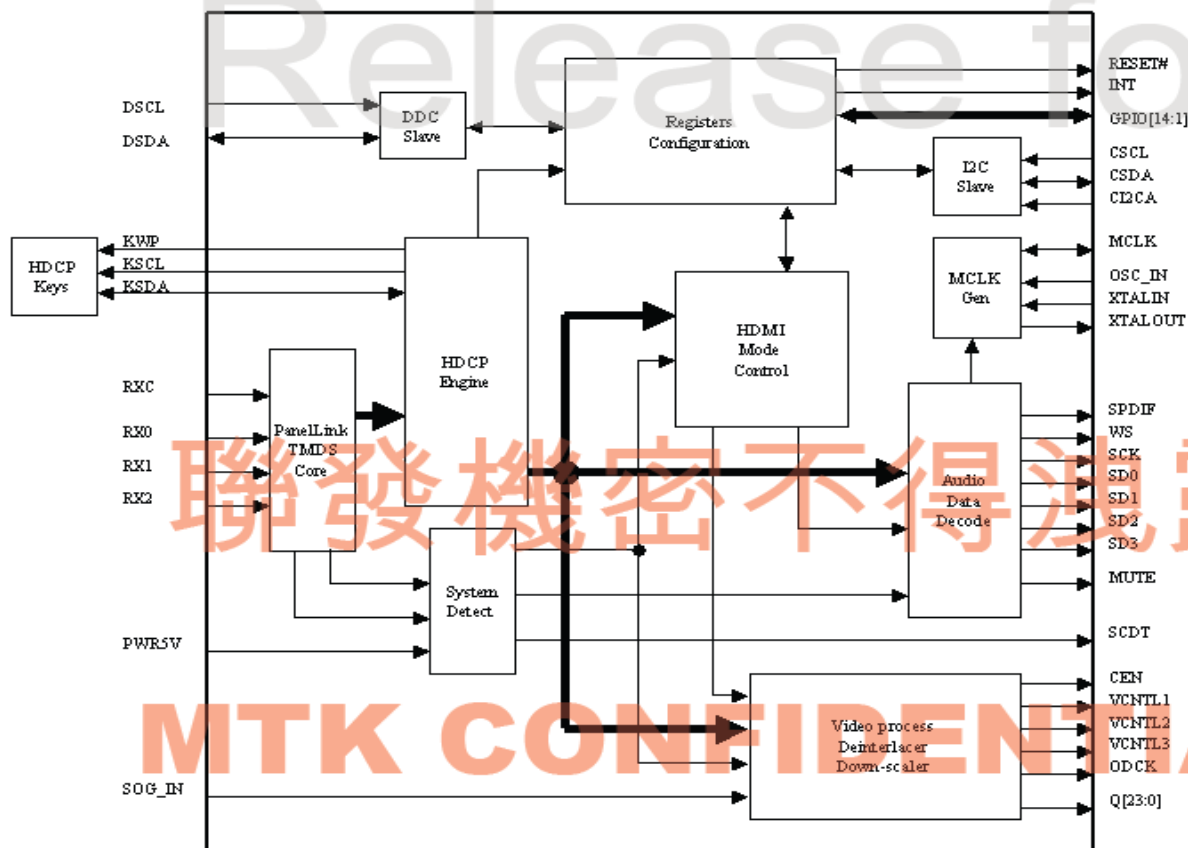 Release fo
RESET#
INT
GPIO[14:1]
DSCL
DSDA
DDC
Slave
Registers
Configuration
I2C
Slave
CSCL
CSDA
CI2CA
HDCP
Keys
KWP
KSCL
KSDA
HDCP
Engine
HDMI
Mode
Control
MCLK
Gen
MCLK
OSC_IN
XTALIN
XTALOUT
RXC
RX0
RX1
RX2
PanelLink
TMDS
Core
Audio
Data
Decode
SPDIF
WS
SCK
SD0
SD1
SD2
SD3
MUTE
聯發機密不得洩
System
Detect
PWR5V
SCDT
MTK CONFIDENTIA
Video process
Deinterlacer
Down-scaler
CEN
VCNTL1
VCNTL2
VCNTL3
ODCK
Q[23:0]
SOG_IN